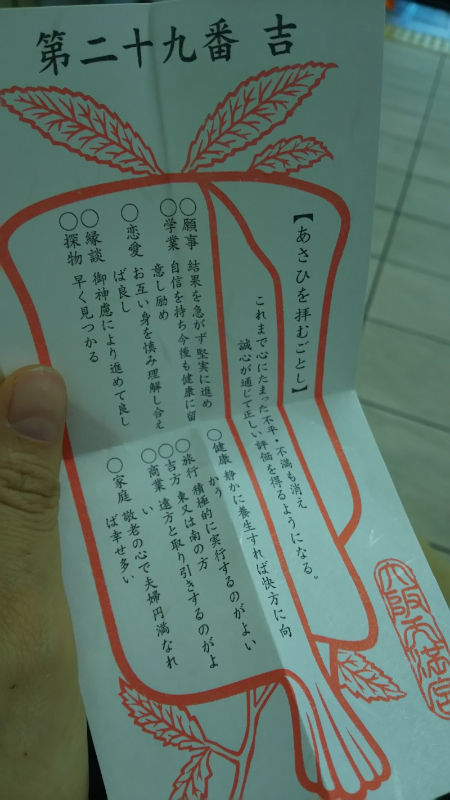 第二十九番 吉
【あさひを拝むごとし】
これまで心にたまった不平・不満も消え
誠心が通じて正しい評価を得るようになる。
○願事 結果を急がず堅実に進め
○学業 自信を持ち今後も健康に留
意し励め
○恋愛 お互い身を慎み理解し合え
ば良し
○縁談 御神慮により進めて良し
○探物 早く見つかる
○健康 静かに養生すれば快方に向
かう
○旅行 積極的に実行するのがよい
○吉方 東又は南の方
○商業 遠方と取り引きするのがよ
い
○家庭 敬老の心で夫婦円満なれ
ば幸せ多い
大阪天満宮